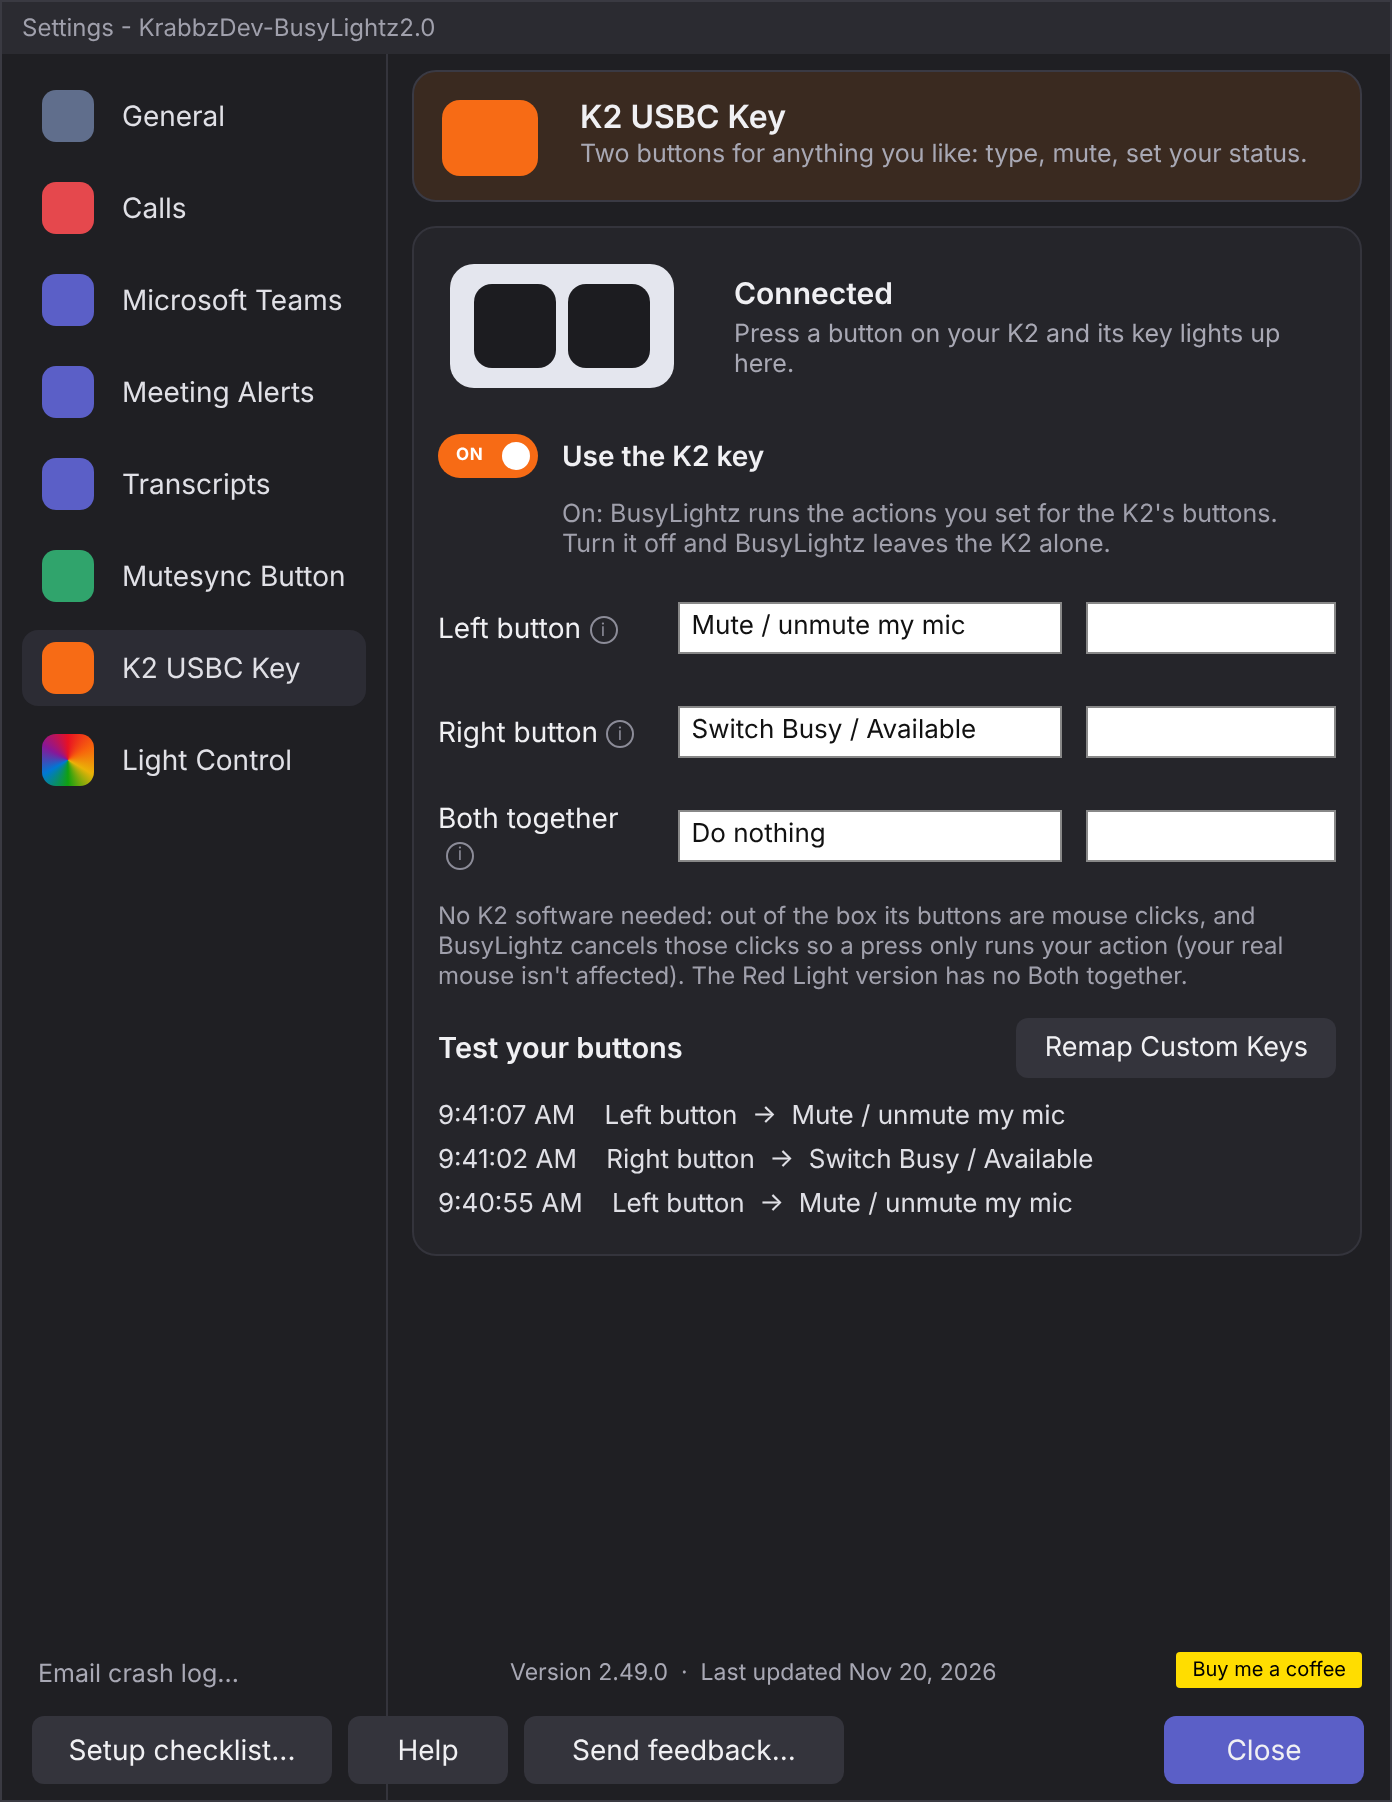 Settings - KrabbzDev-BusyLightz2.0
General
Calls
Microsoft Teams
Meeting Alerts
Transcripts
Mutesync Button
K2 USBC Key
Light Control
K2 USBC Key
Two buttons for anything you like: type, mute, set your status.
Connected
Press a button on your K2 and its key lights up
here.
ON
Use the K2 key
On: BusyLightz runs the actions you set for the K2's buttons.
Turn it off and BusyLightz leaves the K2 alone.
Left button i
Mute / unmute my mic
Right button i
Switch Busy / Available
Both together
i
Do nothing
No K2 software needed: out of the box its buttons are mouse clicks, and
BusyLightz cancels those clicks so a press only runs your action (your real
mouse isn't affected). The Red Light version has no Both together.
Test your buttons
Remap Custom Keys
9:41:07 AM Left button → Mute / unmute my mic
9:41:02 AM Right button → Switch Busy / Available
9:40:55 AM Left button → Mute / unmute my mic
Email crash log...
Version 2.49.0 · Last updated Nov 20, 2026
Buy me a coffee
Setup checklist...
Help
Send feedback...
Close